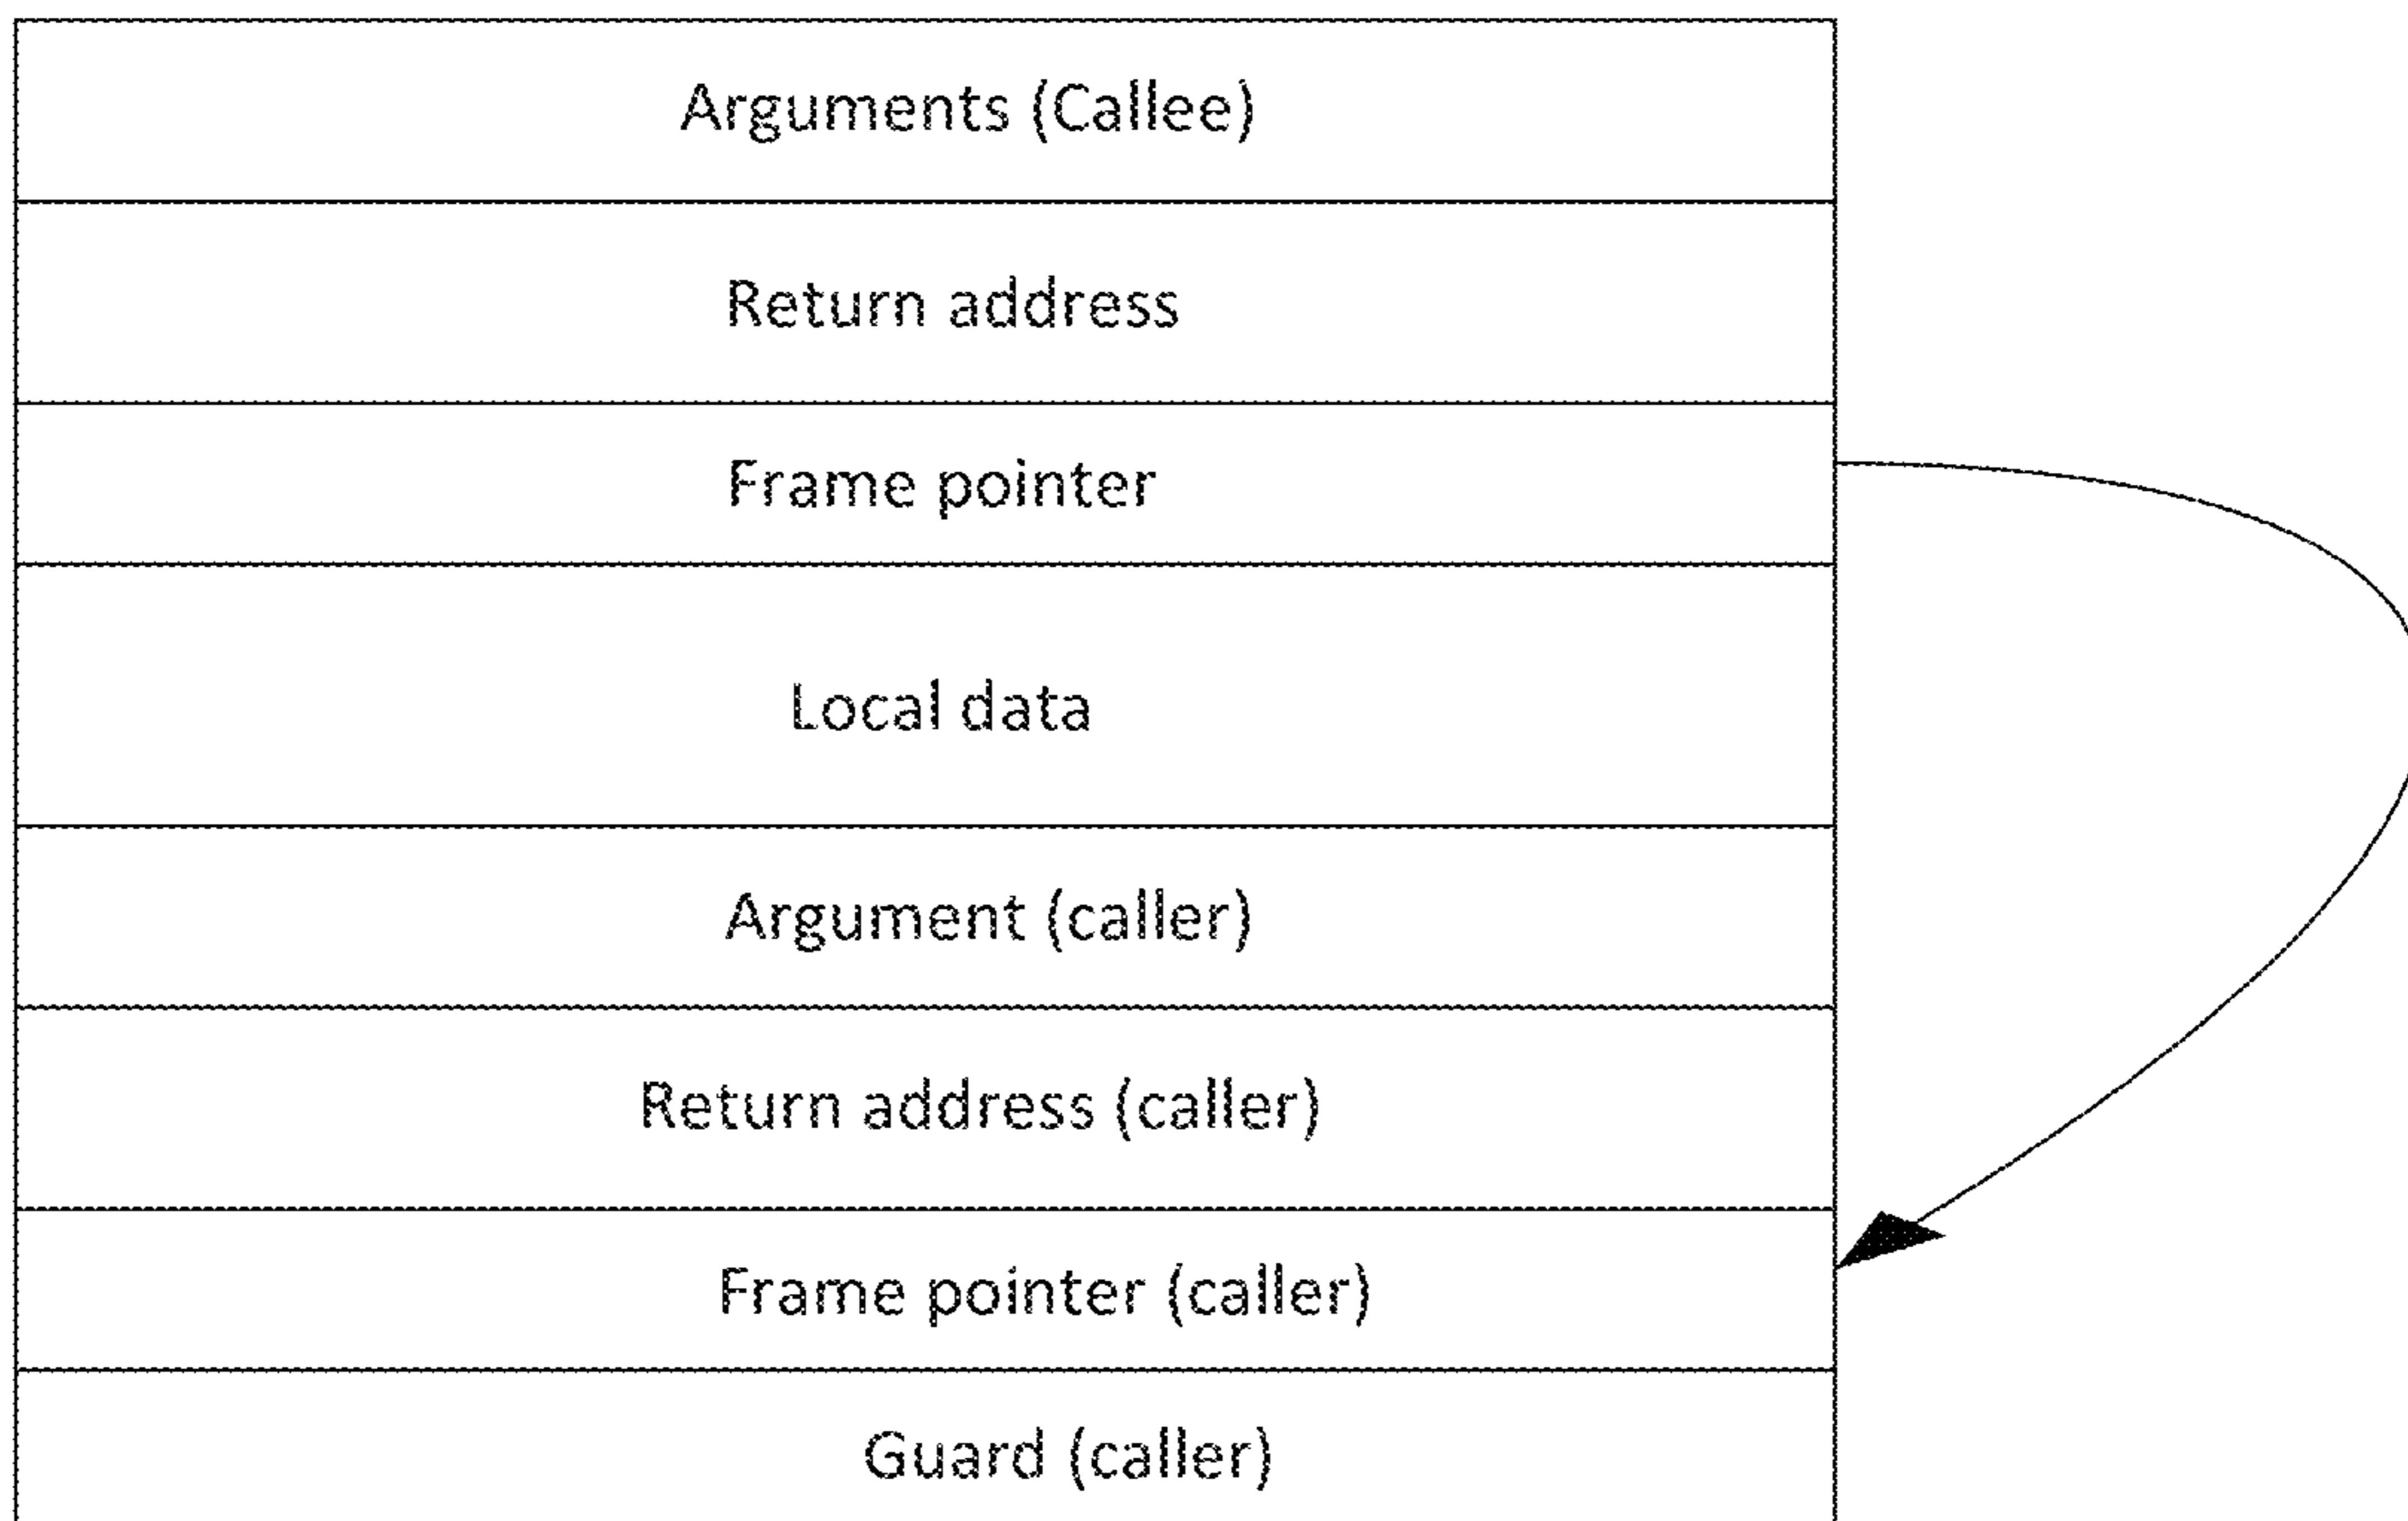 Arguments (Callee)
Return address
Frame pointer
Local data
Argument (caller)
Return address (caller)
Frame pointer (caller)
Guard (caller)